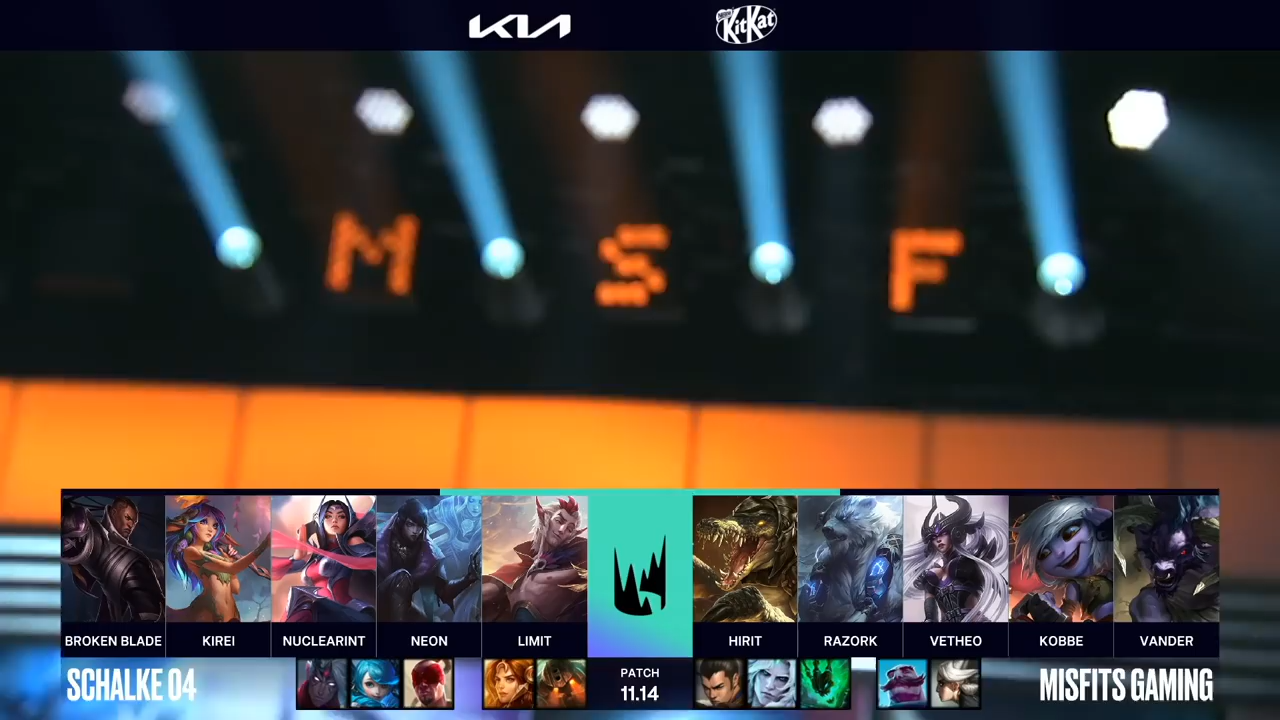 KIA
Nestlé
KitKat
M S F
BROKEN BLADE
KIREI
NUCLEARINT
NEON
LIMIT
HIRIT
RAZORK
VETHEO
KOBBE
VANDER
SCHALKE 04
PATCH
11.14
MISFITS GAMING